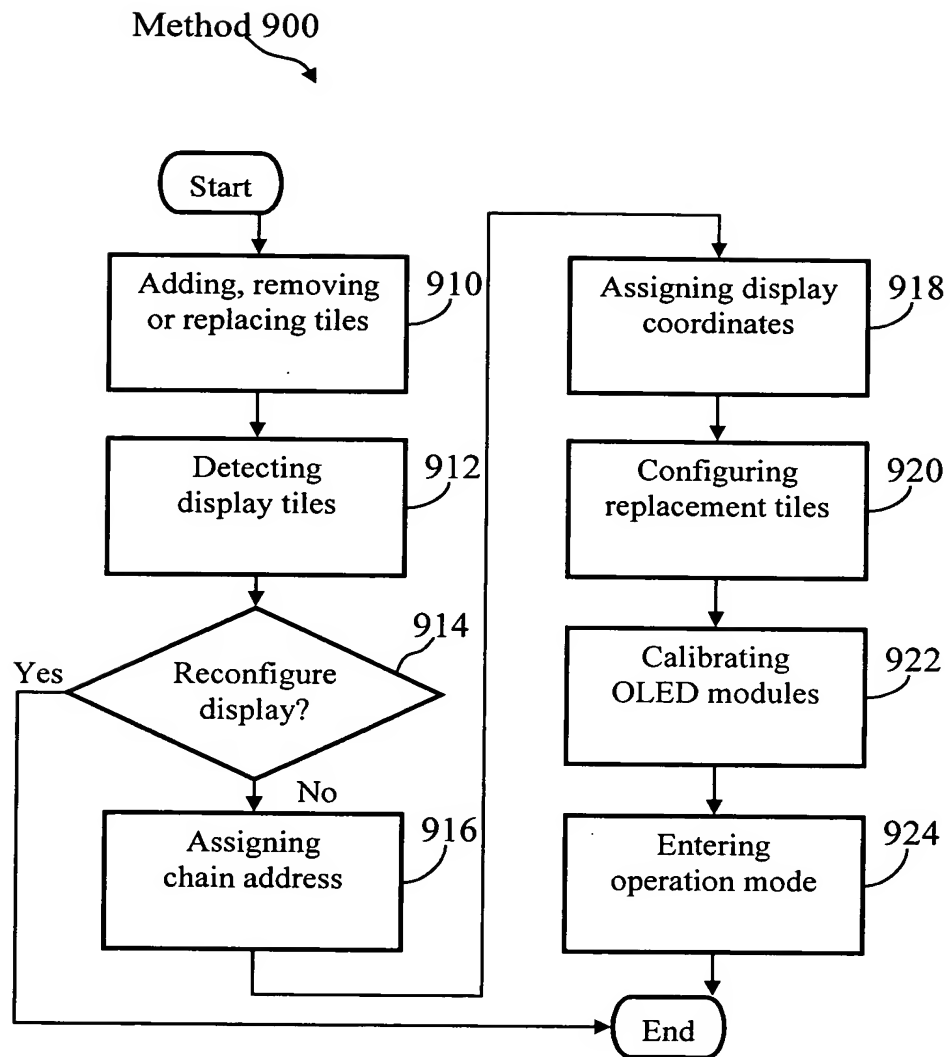 Method 900
Start
Adding, removing
or replacing tiles
910
Detecting
display tiles
912
Reconfigure
display?
914
Yes
No
Assigning
chain address
916
Assigning display
coordinates
918
Configuring
replacement tiles
920
Calibrating
OLED modules
922
Entering
operation mode
924
End